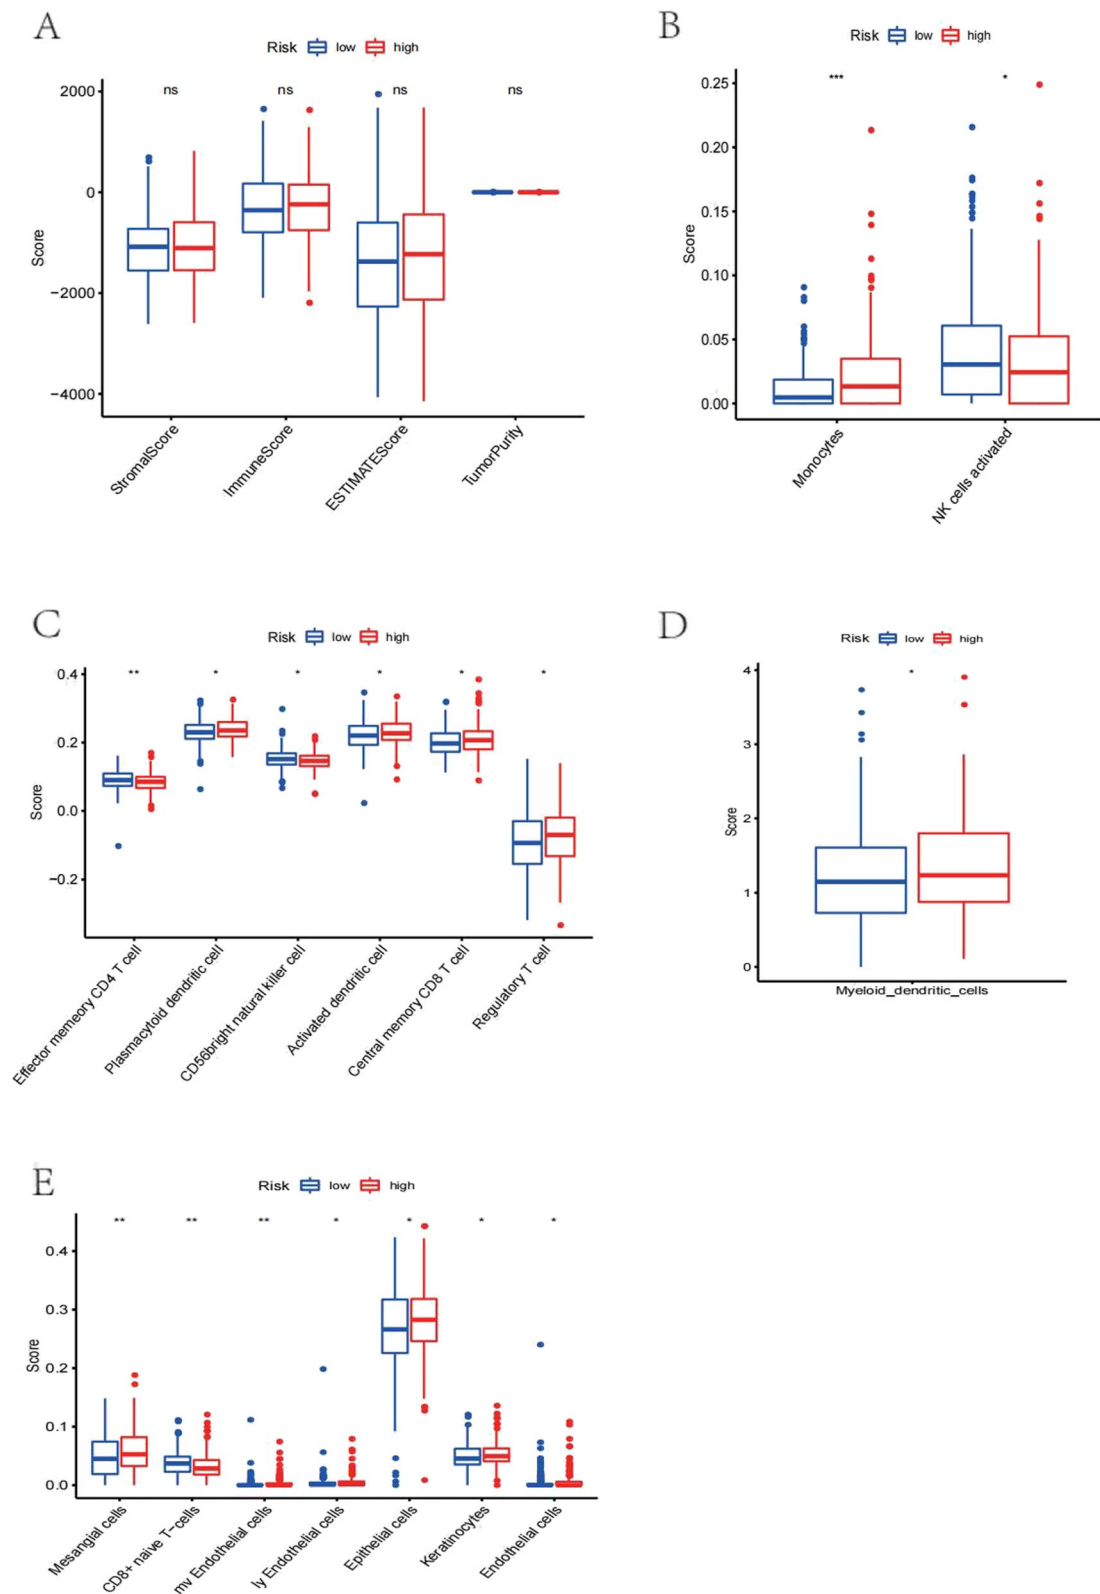 A
Risk low high
2000
0
−2000
−4000
Score
ns ns ns ns
StromalScore
ImmuneScore
ESTIMATEScore
TumorPurity
B
Risk low high
0.25
0.20
0.15
0.10
0.05
0.00
Score
*** *
Monocytes
NK cells activated
C
Risk low high
0.4
0.2
0.0
−0.2
Score
** * * * * *
Effector memeory CD4 T cell
Plasmacytoid dendritic cell
CD56bright natural killer cell
Activated dendritic cell
Central memory CD8 T cell
Regulatory T cell
D
Risk low high
4
3
2
1
0
Score
*
Myeloid_dendritic_cells
E
Risk low high
0.4
0.3
0.2
0.1
0.0
Score
** ** ** * * * *
Mesangial cells
CD8+ naive T−cells
mv Endothelial cells
ly Endothelial cells
Epithelial cells
Keratinocytes
Endothelial cells